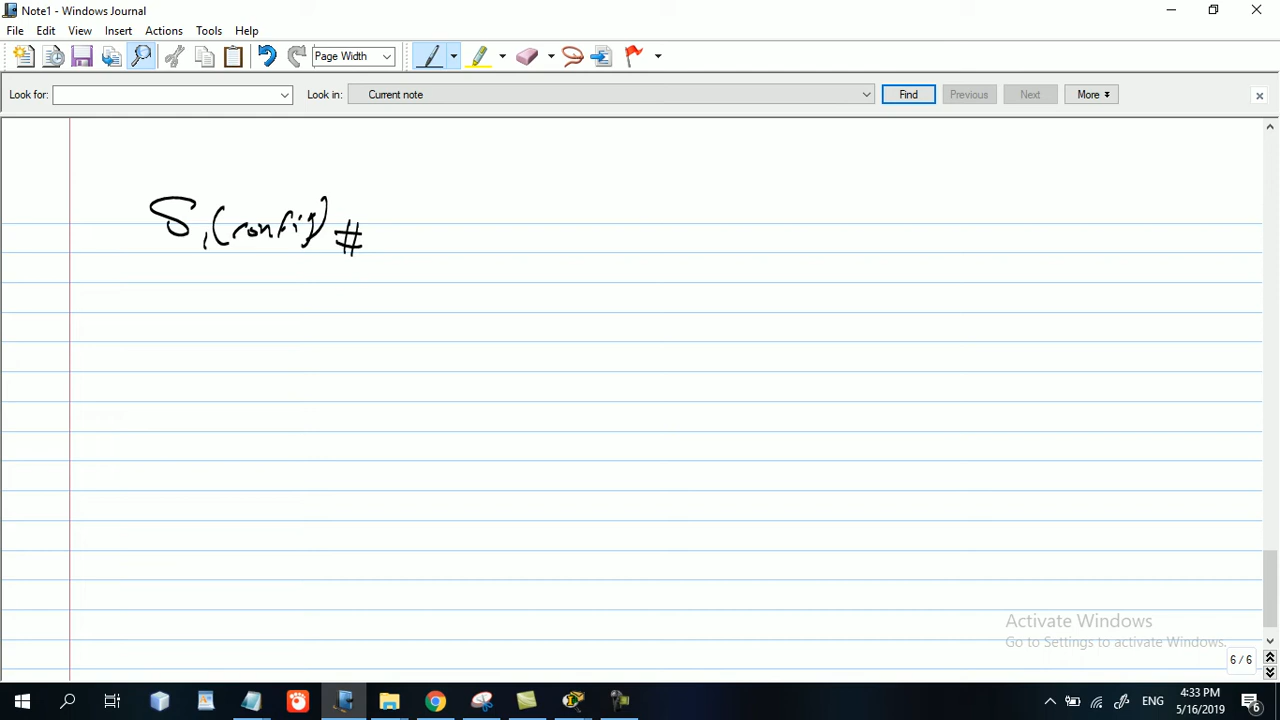 Note1 - Windows Journal
File Edit View Insert Actions Tools Help
Page Width
Look for: Look in: Current note Find Previous Next More
S1(config)#
Activate Windows
Go to Settings to activate Windows.
6 / 6
ENG 4:33 PM
5/16/2019 6